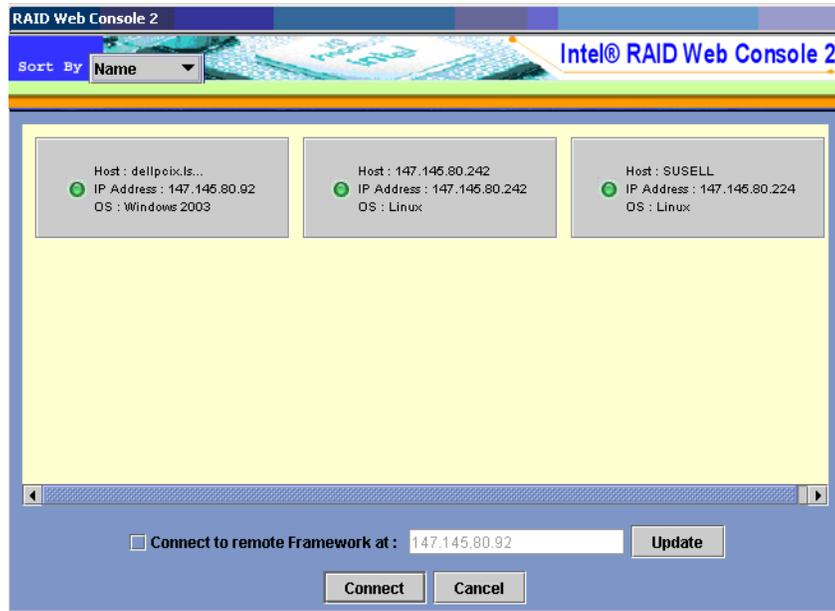 RAID Web Console 2
Sort By Name
Intel® RAID Web Console 2
Host : dellpcix.ls...
IP Address : 147.145.80.92
OS : Windows 2003
Host : 147.145.80.242
IP Address : 147.145.80.242
OS : Linux
Host : SUSELL
IP Address : 147.145.80.224
OS : Linux
Connect to remote Framework at : 147.145.80.92 Update
Connect Cancel